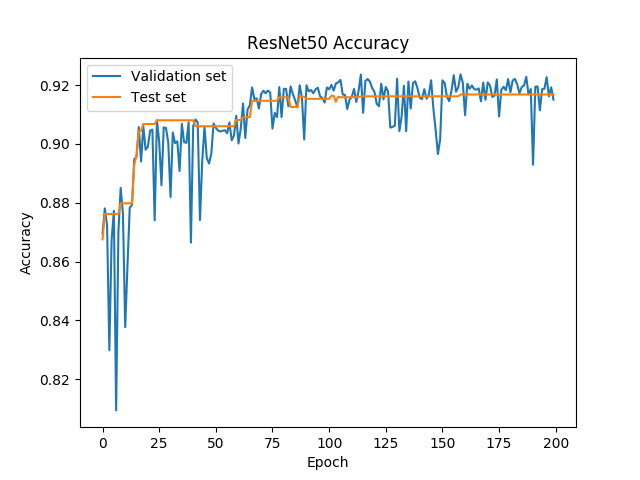 ResNet50 Accuracy
Validation set
Test set
0.92
0.90
0.88
0.86
0.84
0.82
Accuracy
0 25 50 75 100 125 150 175 200
Epoch